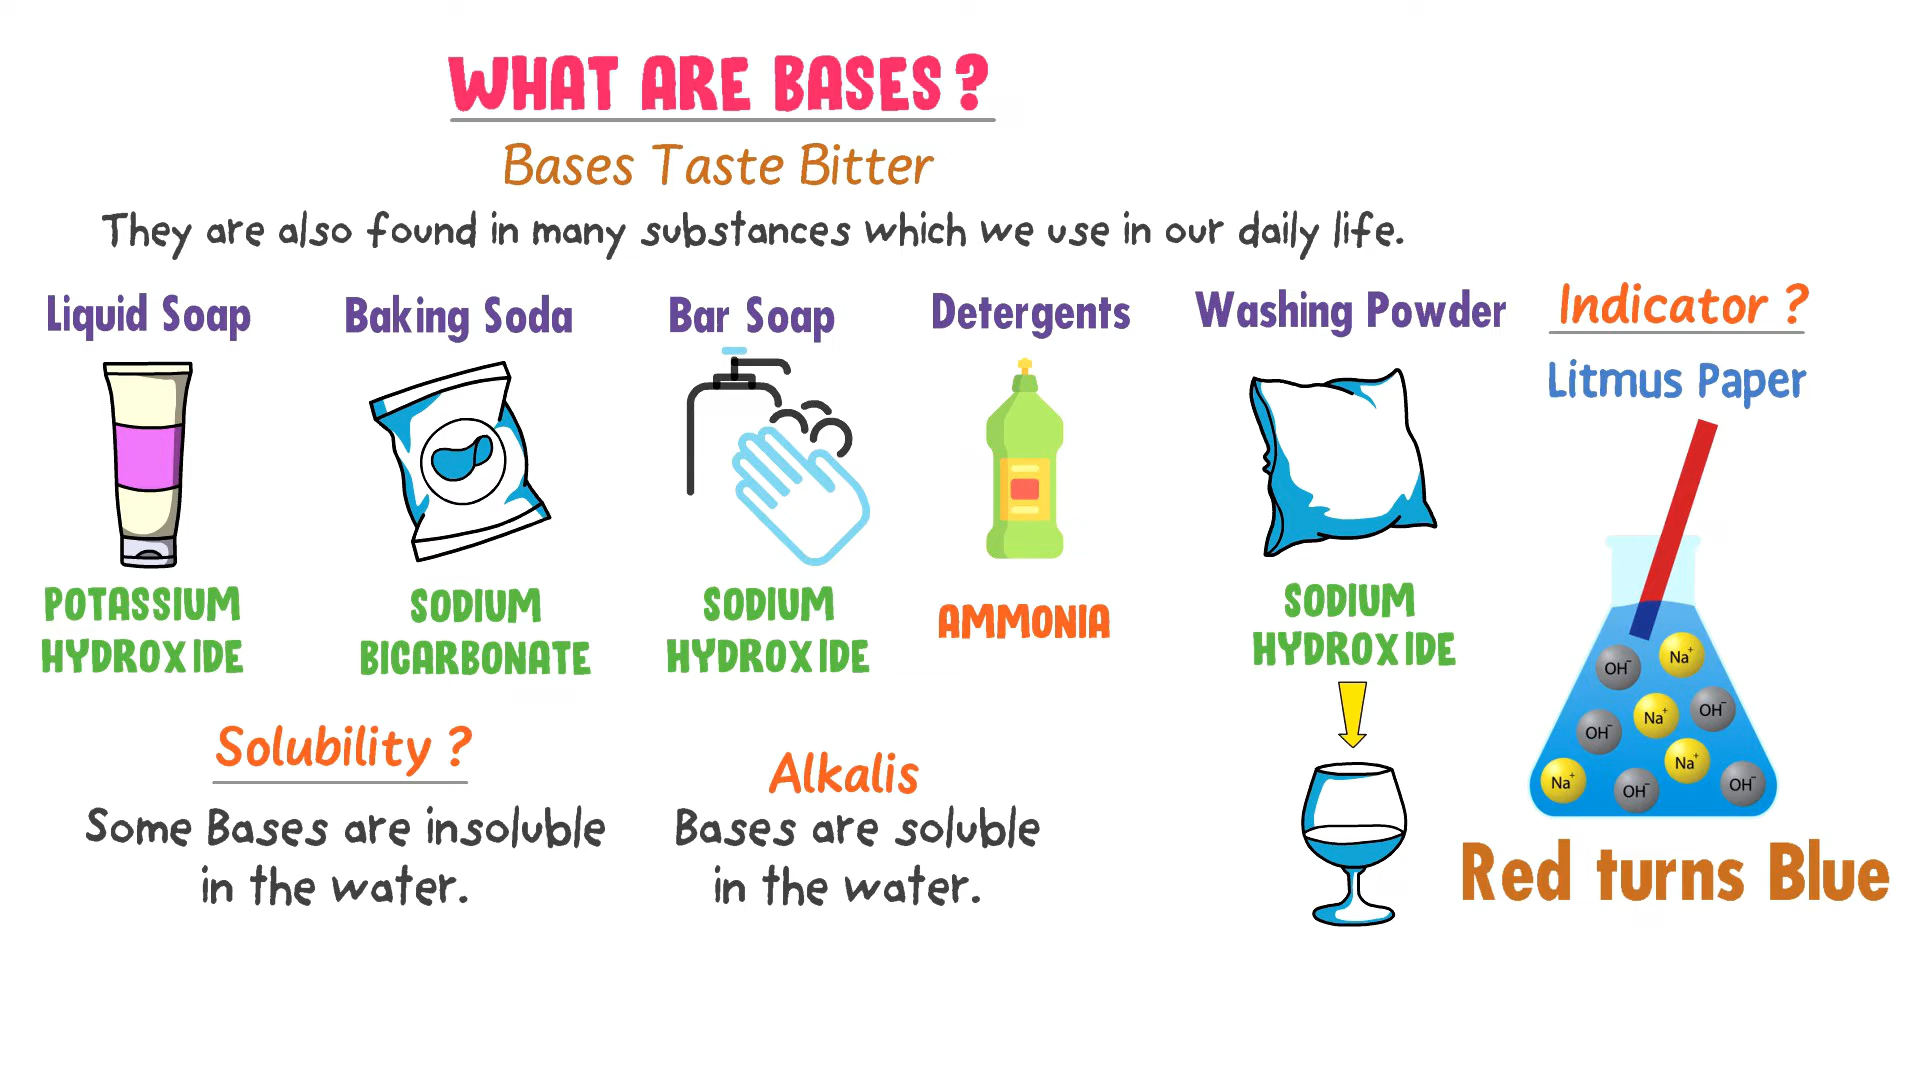 WHAT ARE BASES?
Bases Taste Bitter
They are also found in many substances which we use in our daily life.
Liquid Soap
Baking Soda
Bar Soap
Detergents
Washing Powder
POTASSIUM
HYDROXIDE
SODIUM
BICARBONATE
SODIUM
HYDROXIDE
AMMONIA
SODIUM
HYDROXIDE
Indicator ?
Litmus Paper
OH⁻
Na⁺
Na⁺
OH⁻
OH⁻
Na⁺
Na⁺
OH⁻
OH⁻
Red turns Blue
Solubility ?
Some Bases are insoluble
in the water.
Alkalis
Bases are soluble
in the water.